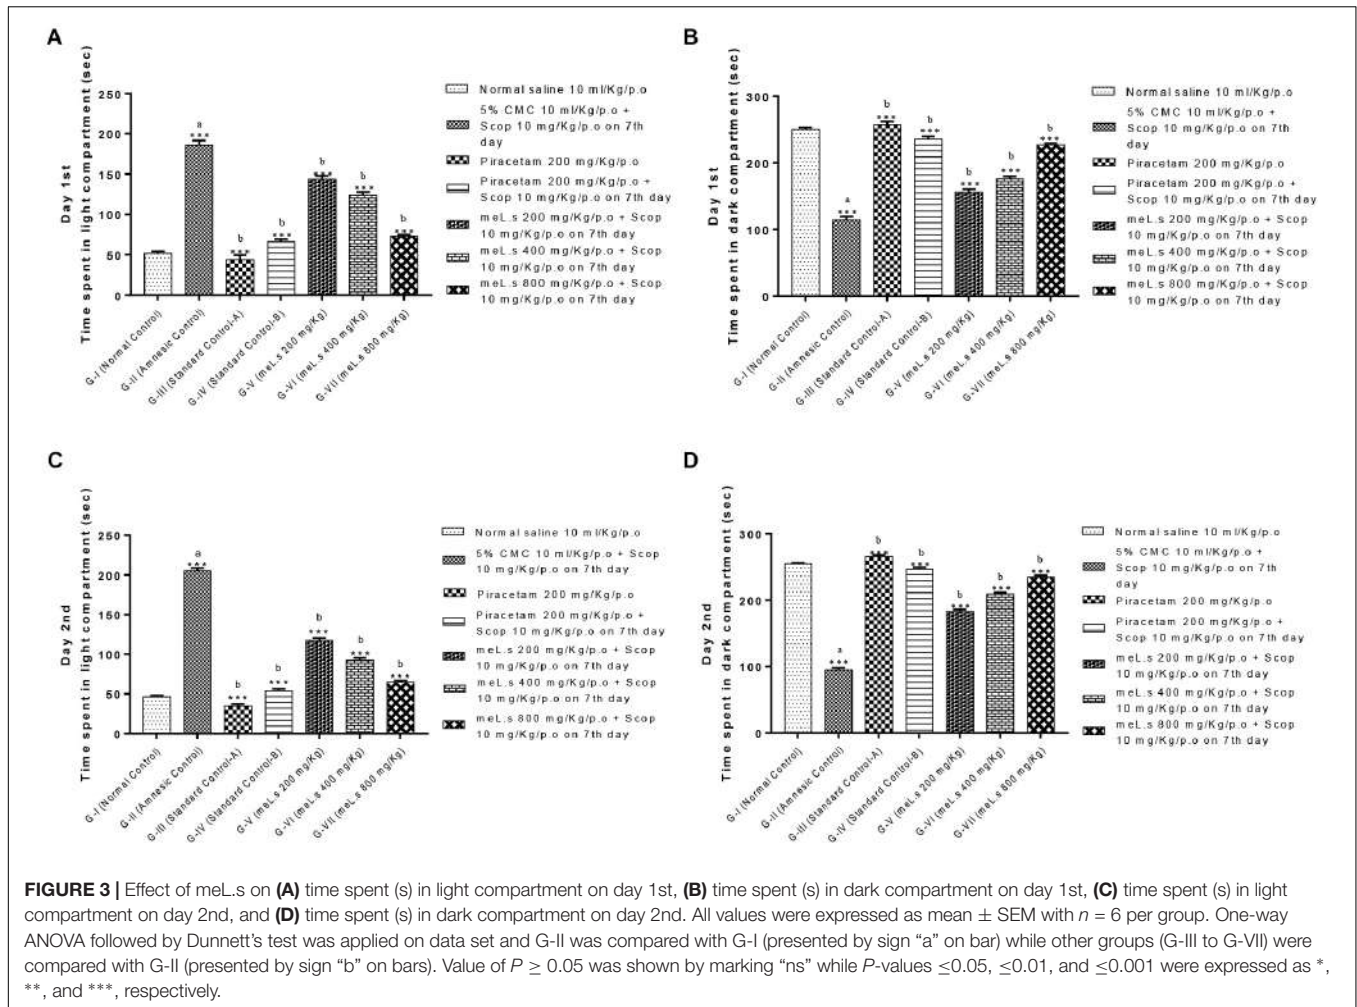 A
Day 1st
Time spent in light compartment (sec)
250
200
150
100
50
0
a
***
b
***
b
***
b
***
b
***
b
***
G-I (Normal Control)
G-II (Amnesic Control)
G-III (Standard Control-A)
G-IV (Standard Control-B)
G-V (meL.s 200 mg/Kg)
G-VI (meL.s 400 mg/Kg)
G-VII (meL.s 800 mg/Kg)
Normal saline 10 ml/Kg/p.o
5% CMC 10 ml/Kg/p.o +
Scop 10 mg/Kg/p.o on 7th
day
Piracetam 200 mg/Kg/p.o
Piracetam 200 mg/Kg/p.o +
Scop 10 mg/Kg/p.o on 7th day
meL.s 200 mg/Kg/p.o + Scop
10 mg/Kg/p.o on 7th day
meL.s 400 mg/Kg/p.o + Scop
10 mg/Kg/p.o on 7th day
meL.s 800 mg/Kg/p.o + Scop
10 mg/Kg/p.o on 7th day
B
Day 1st
Time spent in dark compartment (sec)
300
200
100
0
a
***
b
***
b
***
b
***
b
***
b
***
G-I (Normal Control)
G-II (Amnesic Control)
G-III (Standard Control-A)
G-IV (Standard Control-B)
G-V (meL.s 200 mg/Kg)
G-VI (meL.s 400 mg/Kg)
G-VII (meL.s 800 mg/Kg)
Normal saline 10 ml/Kg/p.o
5% CMC 10 ml/Kg/p.o +
Scop 10 mg/Kg/p.o on 7th
day
Piracetam 200 mg/Kg/p.o
Piracetam 200 mg/Kg/p.o +
Scop 10 mg/Kg/p.o on 7th day
meL.s 200 mg/Kg/p.o + Scop
10 mg/Kg/p.o on 7th day
meL.s 400 mg/Kg/p.o + Scop
10 mg/Kg/p.o on 7th day
meL.s 800 mg/Kg/p.o + Scop
10 mg/Kg/p.o on 7th day
C
Day 2nd
Time spent in light compartment (sec)
250
200
150
100
50
0
a
***
b
***
b
***
b
***
b
***
b
***
G-I (Normal Control)
G-II (Amnesic Control)
G-III (Standard Control-A)
G-IV (Standard Control-B)
G-V (meL.s 200 mg/Kg)
G-VI (meL.s 400 mg/Kg)
G-VII (meL.s 800 mg/Kg)
Normal saline 10 ml/Kg/p.o
5% CMC 10 ml/Kg/p.o + Scop
10 mg/Kg/p.o on 7th day
Piracetam 200 mg/Kg/p.o
Piracetam 200 mg/Kg/p.o +
Scop 10 mg/Kg/p.o on 7th day
meL.s 200 mg/Kg/p.o + Scop
10 mg/Kg/p.o on 7th day
meL.s 400 mg/Kg/p.o + Scop
10 mg/Kg/p.o on 7th day
meL.s 800 mg/Kg/p.o + Scop
10 mg/Kg/p.o on 7th day
D
Day 2nd
Time spent in dark compartment (sec)
300
200
100
0
a
***
b
***
b
***
b
***
b
***
b
***
G-I (Normal Control)
G-II (Amnesic Control)
G-III (Standard Control-A)
G-IV (Standard Control-B)
G-V (meL.s 200 mg/Kg)
G-VI (meL.s 400 mg/Kg)
G-VII (meL.s 800 mg/Kg)
Normal saline 10 ml/Kg/p.o
5% CMC 10 ml/Kg/p.o +
Scop 10 mg/Kg/p.o on 7th
day
Piracetam 200 mg/Kg/p.o
Piracetam 200 mg/Kg/p.o +
Scop 10 mg/Kg/p.o on 7th day
meL.s 200 mg/Kg/p.o + Scop
10 mg/Kg/p.o on 7th day
meL.s 400 mg/Kg/p.o + Scop
10 mg/Kg/p.o on 7th day
meL.s 800 mg/Kg/p.o + Scop
10 mg/Kg/p.o on 7th day
FIGURE 3 | Effect of meL.s on (A) time spent (s) in light compartment on day 1st, (B) time spent (s) in dark compartment on day 1st, (C) time spent (s) in light
compartment on day 2nd, and (D) time spent (s) in dark compartment on day 2nd. All values were expressed as mean ± SEM with n = 6 per group. One-way
ANOVA followed by Dunnett's test was applied on data set and G-II was compared with G-I (presented by sign "a" on bar) while other groups (G-III to G-VII) were
compared with G-II (presented by sign "b" on bars). Value of P ≥ 0.05 was shown by marking "ns" while P-values ≤0.05, ≤0.01, and ≤0.001 were expressed as *,
**, and ***, respectively.